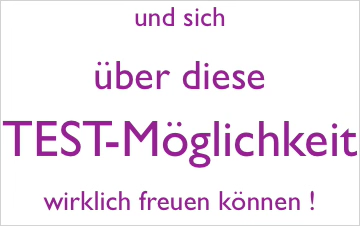 und sich
über diese
TEST-Möglichkeit
wirklich freuen können !